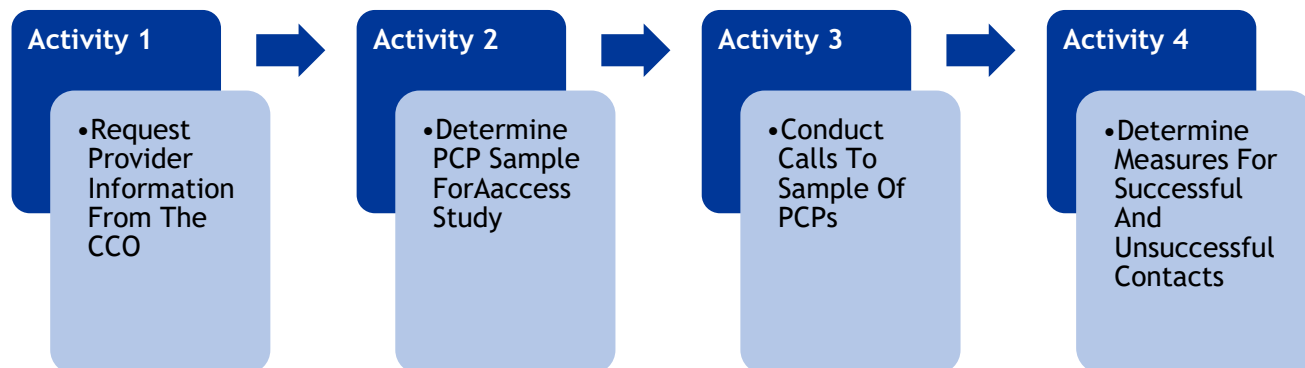 Activity 1
•Request
Provider
Information
From The
CCO
Activity 2
•Determine
PCP Sample
ForAaccess
Study
Activity 3
•Conduct
Calls To
Sample Of
PCPs
Activity 4
•Determine
Measures For
Successful
And
Unsuccessful
Contacts